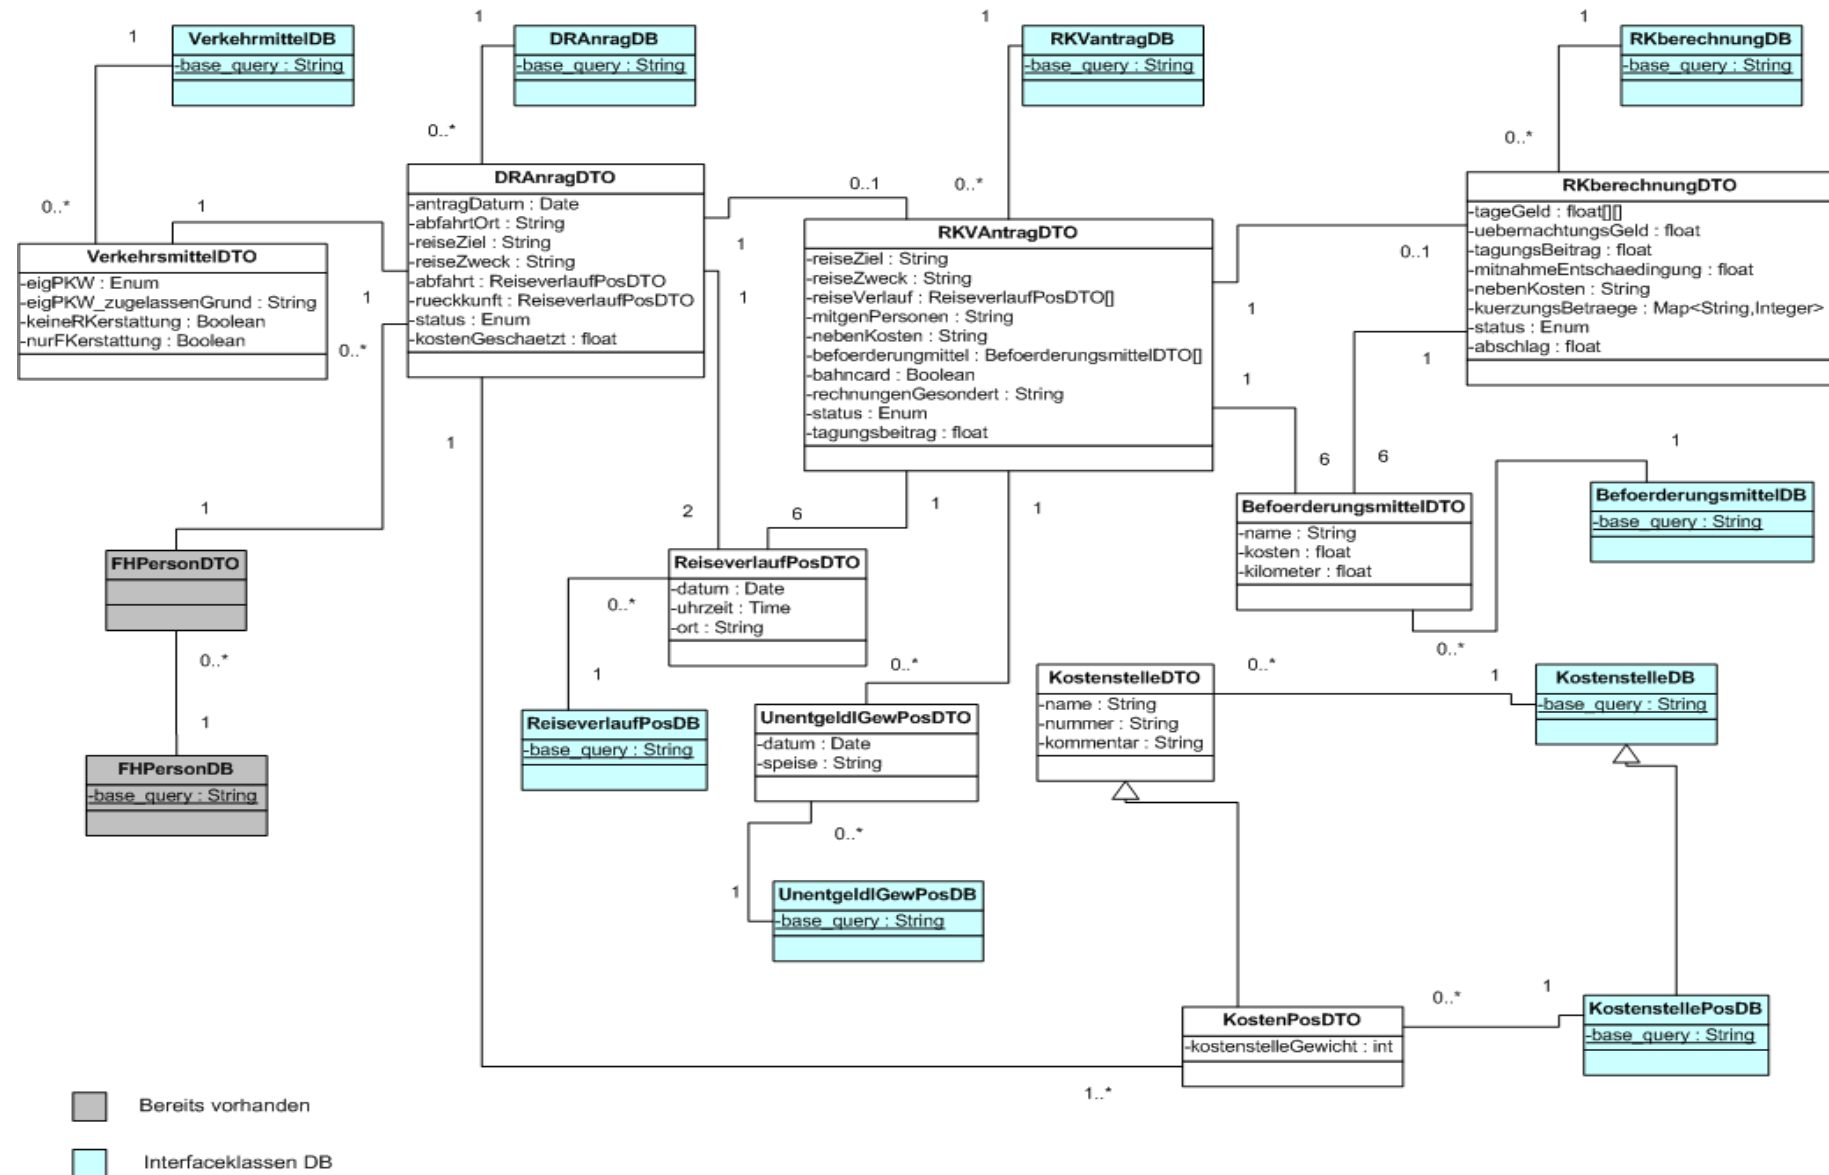 1
1
1
1
VerkehrmittelDB
-base_query : String
DRAnragDB
-base_query : String
RKVantragDB
-base_query : String
RKberechnungDB
-base_query : String
0..*
0..*
0..*
0..*
DRAnragDTO
-antragDatum : Date
-abfahrtOrt : String
-reiseZiel : String
-reiseZweck : String
-abfahrt : ReiseverlaufPosDTO
-rueckkunft : ReiseverlaufPosDTO
-status : Enum
-kostenGeschaetzt : float
1
1
0..*
VerkehrsmittelDTO
-eigPKW : Enum
-eigPKW_zugelassenGrund : String
-keineRKerstattung : Boolean
-nurFKerstattung : Boolean
0..1
1
1
RKVAntragDTO
-reiseZiel : String
-reiseZweck : String
-reiseVerlauf : ReiseverlaufPosDTO[]
-mitgenPersonen : String
-nebenKosten : String
-befoerderungmittel : BefoerderungsmittelDTO[]
-bahncard : Boolean
-rechnungenGesondert : String
-status : Enum
-tagungsbeitrag : float
RKberechnungDTO
-tageGeld : float[][]
-uebernachtungsGeld : float
-tagungsBeitrag : float
-mitnahmeEntschaedingung : float
-nebenKosten : String
-kuerzungsBetraege : Map<String,Integer>
-status : Enum
-abschlag : float
0..1
1
1
1
1
1
6
6
1
2
6
1
1
BefoerderungsmittelDTO
-name : String
-kosten : float
-kilometer : float
BefoerderungsmittelDB
-base_query : String
0..*
FHPersonDTO
0..*
1
FHPersonDB
-base_query : String
ReiseverlaufPosDTO
-datum : Date
-uhrzeit : Time
-ort : String
0..*
1
ReiseverlaufPosDB
-base_query : String
0..*
UnentgeldlGewPosDTO
-datum : Date
-speise : String
0..*
1
UnentgeldlGewPosDB
-base_query : String
KostenstelleDTO
-name : String
-nummer : String
-kommentar : String
0..*
1
KostenstelleDB
-base_query : String
KostenPosDTO
-kostenstelleGewicht : int
0..*
1
KostenstellePosDB
-base_query : String
1..*
Bereits vorhanden
Interfaceklassen DB